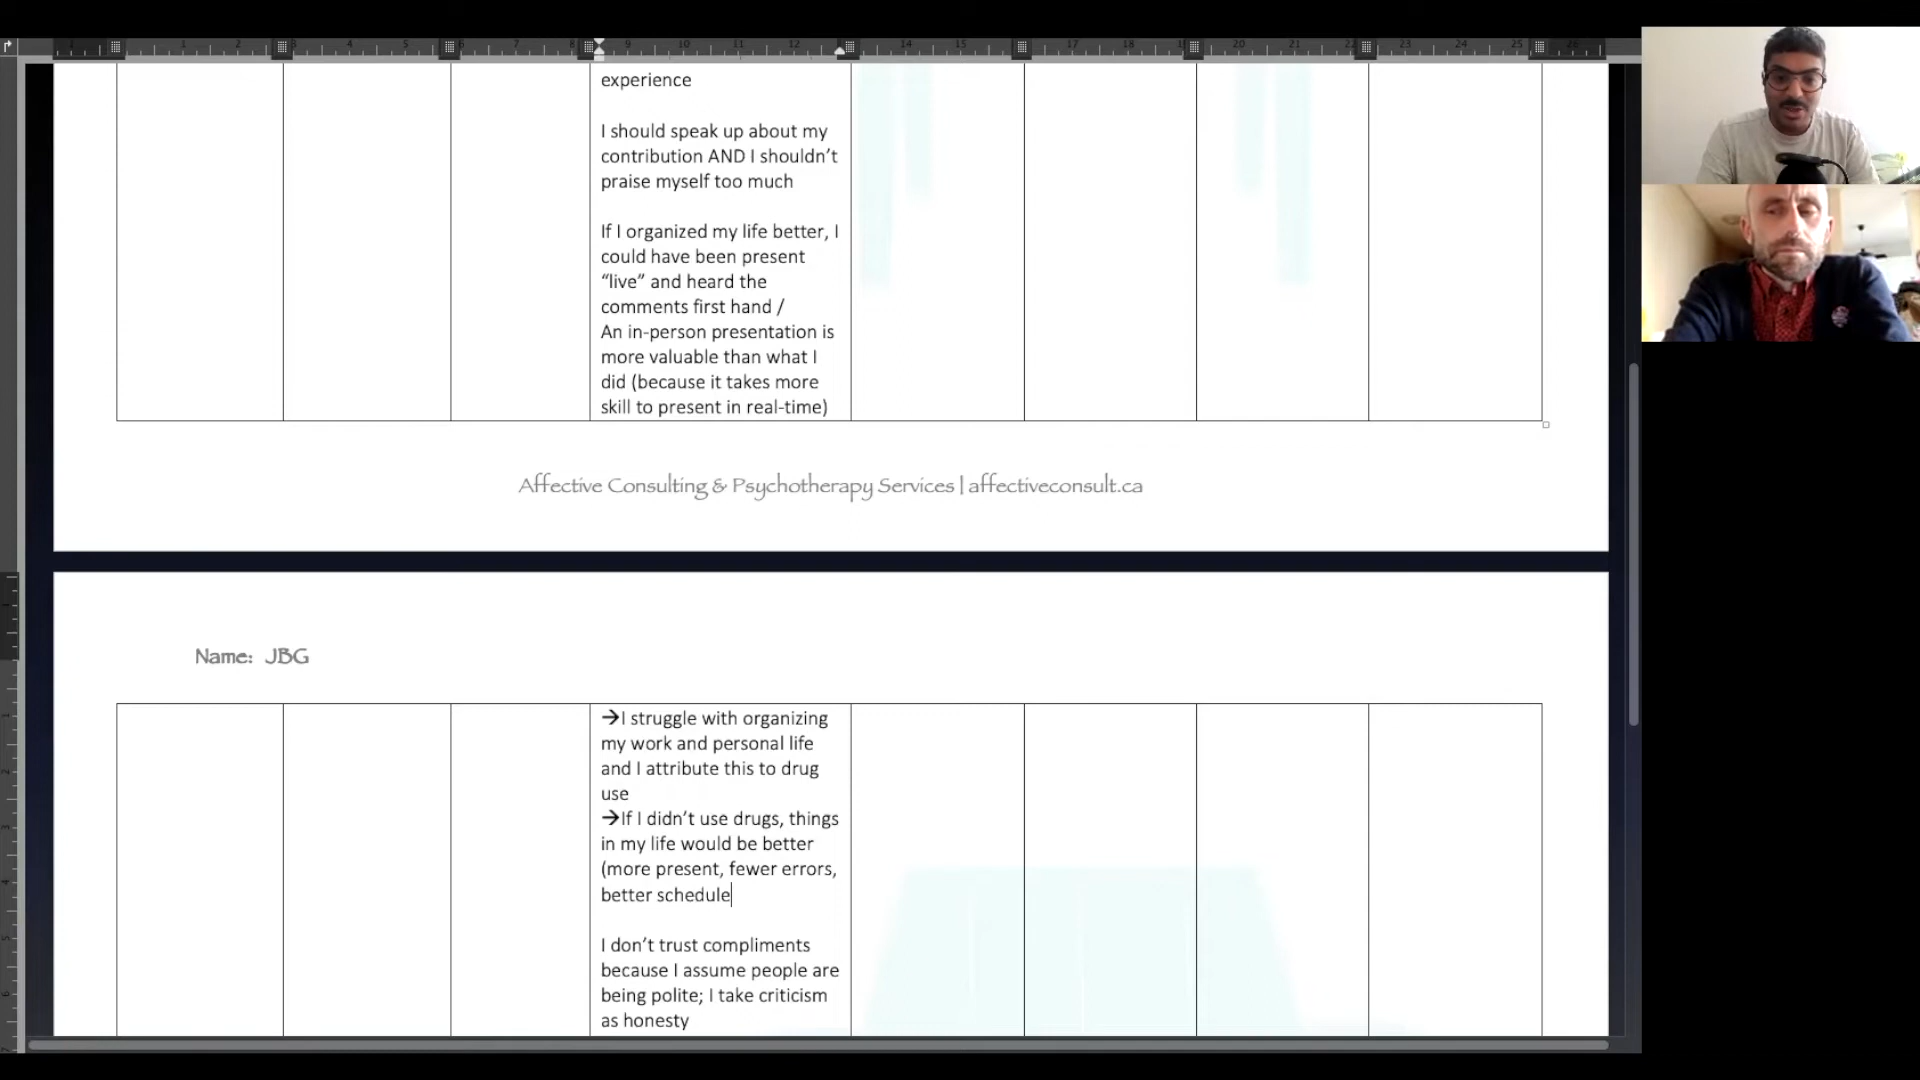 experience
I should speak up about my
contribution AND I shouldn’t
praise myself too much
If I organized my life better, I
could have been present
“live” and heard the
comments first hand /
An in-person presentation is
more valuable than what I
did (because it takes more
skill to present in real-time)
Affective Consulting & Psychotherapy Services | affectiveconsult.ca
Name: JBG
→I struggle with organizing
my work and personal life
and I attribute this to drug
use
→If I didn’t use drugs, things
in my life would be better
(more present, fewer errors,
better schedule
I don’t trust compliments
because I assume people are
being polite; I take criticism
as honesty